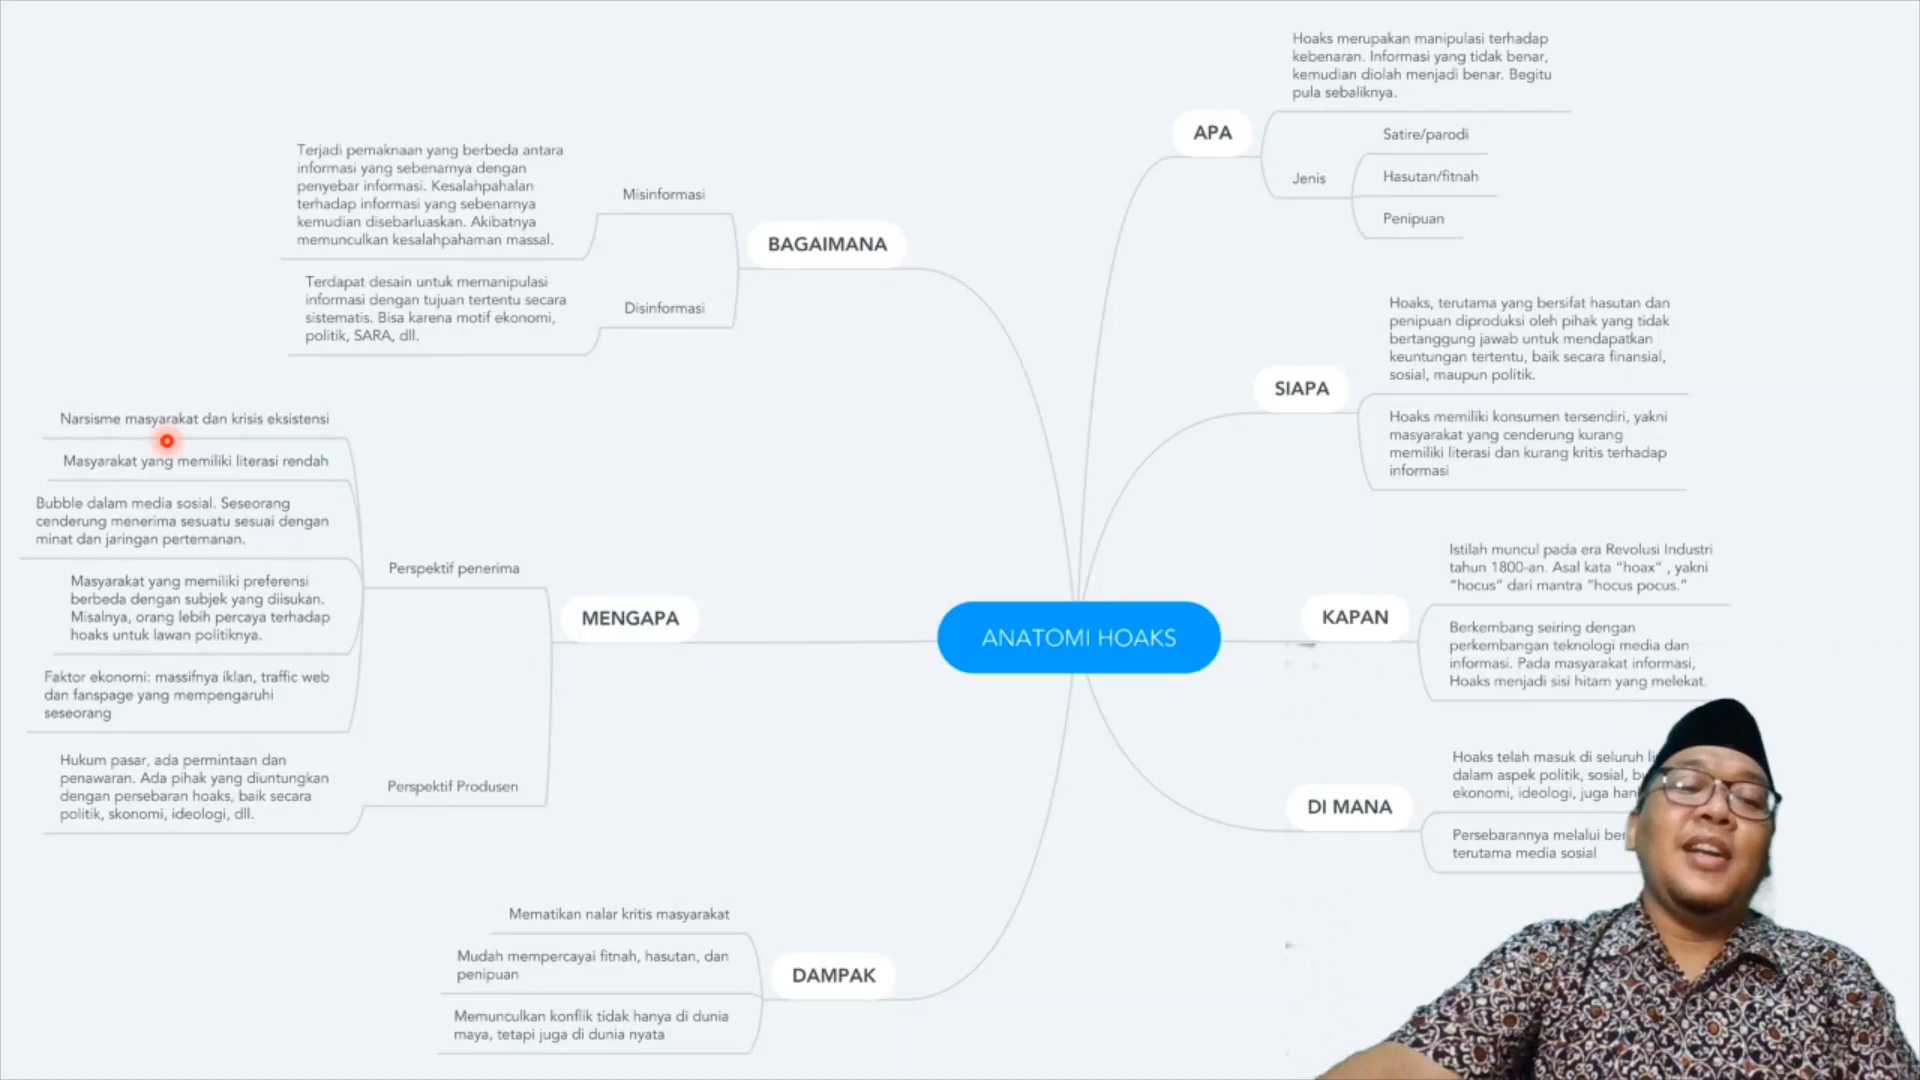 ANATOMI HOAKS
APA
Hoaks merupakan manipulasi terhadap
kebenaran. Informasi yang tidak benar,
kemudian diolah menjadi benar. Begitu
pula sebaliknya.
Jenis
Satire/parodi
Hasutan/fitnah
Penipuan
SIAPA
Hoaks, terutama yang bersifat hasutan dan
penipuan diproduksi oleh pihak yang tidak
bertanggung jawab untuk mendapatkan
keuntungan tertentu, baik secara finansial,
sosial, maupun politik.
Hoaks memiliki konsumen tersendiri, yakni
masyarakat yang cenderung kurang
memiliki literasi dan kurang kritis terhadap
informasi
KAPAN
Istilah muncul pada era Revolusi Industri
tahun 1800-an. Asal kata "hoax" , yakni
"hocus" dari mantra "hocus pocus."
Berkembang seiring dengan
perkembangan teknologi media dan
informasi. Pada masyarakat informasi,
Hoaks menjadi sisi hitam yang melekat.
DI MANA
Hoaks telah masuk di seluruh
dalam aspek politik, sosial,
ekonomi, ideologi, juga
Persebarannya melalui
terutama media sosial
BAGAIMANA
Misinformasi
Terjadi pemaknaan yang berbeda antara
informasi yang sebenarnya dengan
penyebar informasi. Kesalahpahalan
terhadap informasi yang sebenarnya
kemudian disebarluaskan. Akibatnya
memunculkan kesalahpahaman massal.
Disinformasi
Terdapat desain untuk memanipulasi
informasi dengan tujuan tertentu secara
sistematis. Bisa karena motif ekonomi,
politik, SARA, dll.
MENGAPA
Perspektif penerima
Narsisme masyarakat dan krisis eksistensi
Masyarakat yang memiliki literasi rendah
Bubble dalam media sosial. Seseorang
cenderung menerima sesuatu sesuai dengan
minat dan jaringan pertemanan.
Masyarakat yang memiliki preferensi
berbeda dengan subjek yang diisukan.
Misalnya, orang lebih percaya terhadap
hoaks untuk lawan politiknya.
Faktor ekonomi: massifnya iklan, traffic web
dan fanspage yang mempengaruhi
seseorang
Perspektif Produsen
Hukum pasar, ada permintaan dan
penawaran. Ada pihak yang diuntungkan
dengan persebaran hoaks, baik secara
politik, skonomi, ideologi, dll.
DAMPAK
Mematikan nalar kritis masyarakat
Mudah mempercayai fitnah, hasutan, dan
penipuan
Memunculkan konflik tidak hanya di dunia
maya, tetapi juga di dunia nyata